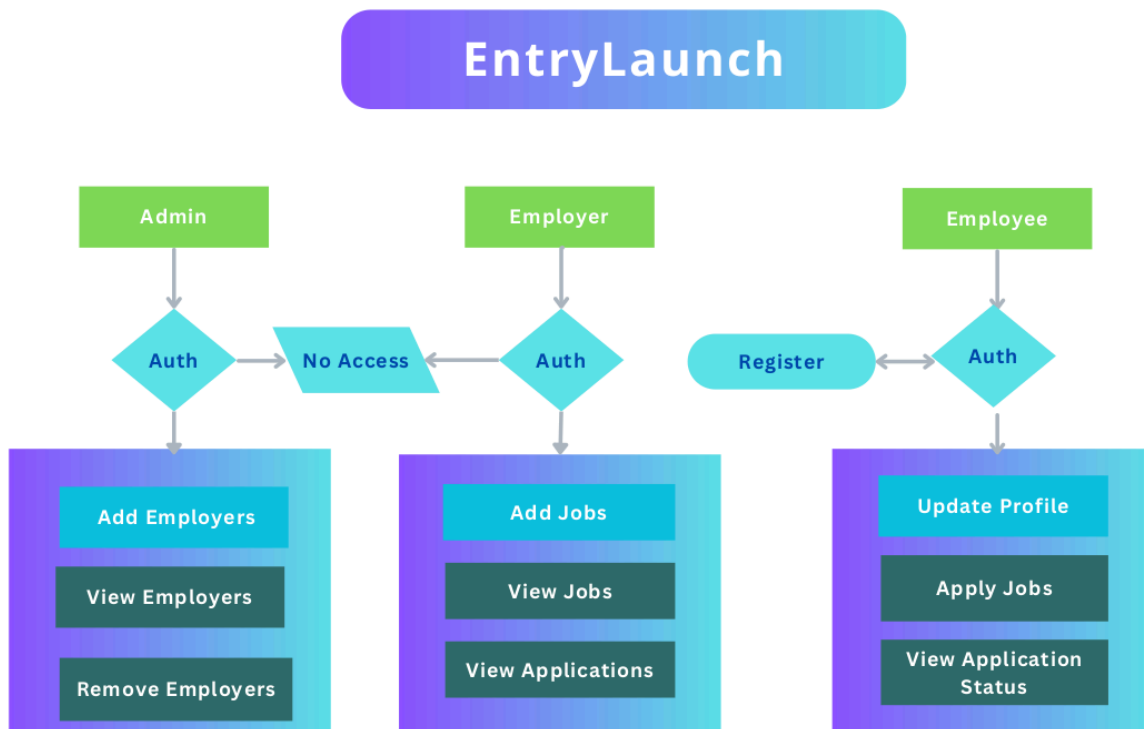 EntryLaunch
Admin
Employer
Employee
Auth
No Access
Auth
Register
Auth
Add Employers
View Employers
Remove Employers
Add Jobs
View Jobs
View Applications
Update Profile
Apply Jobs
View Application
Status